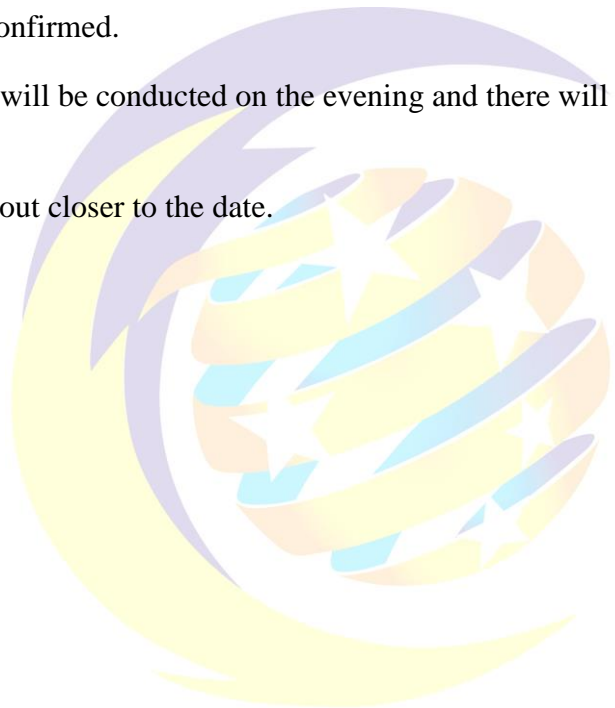 onfirmed.
will be conducted on the evening and there will
out closer to the date.